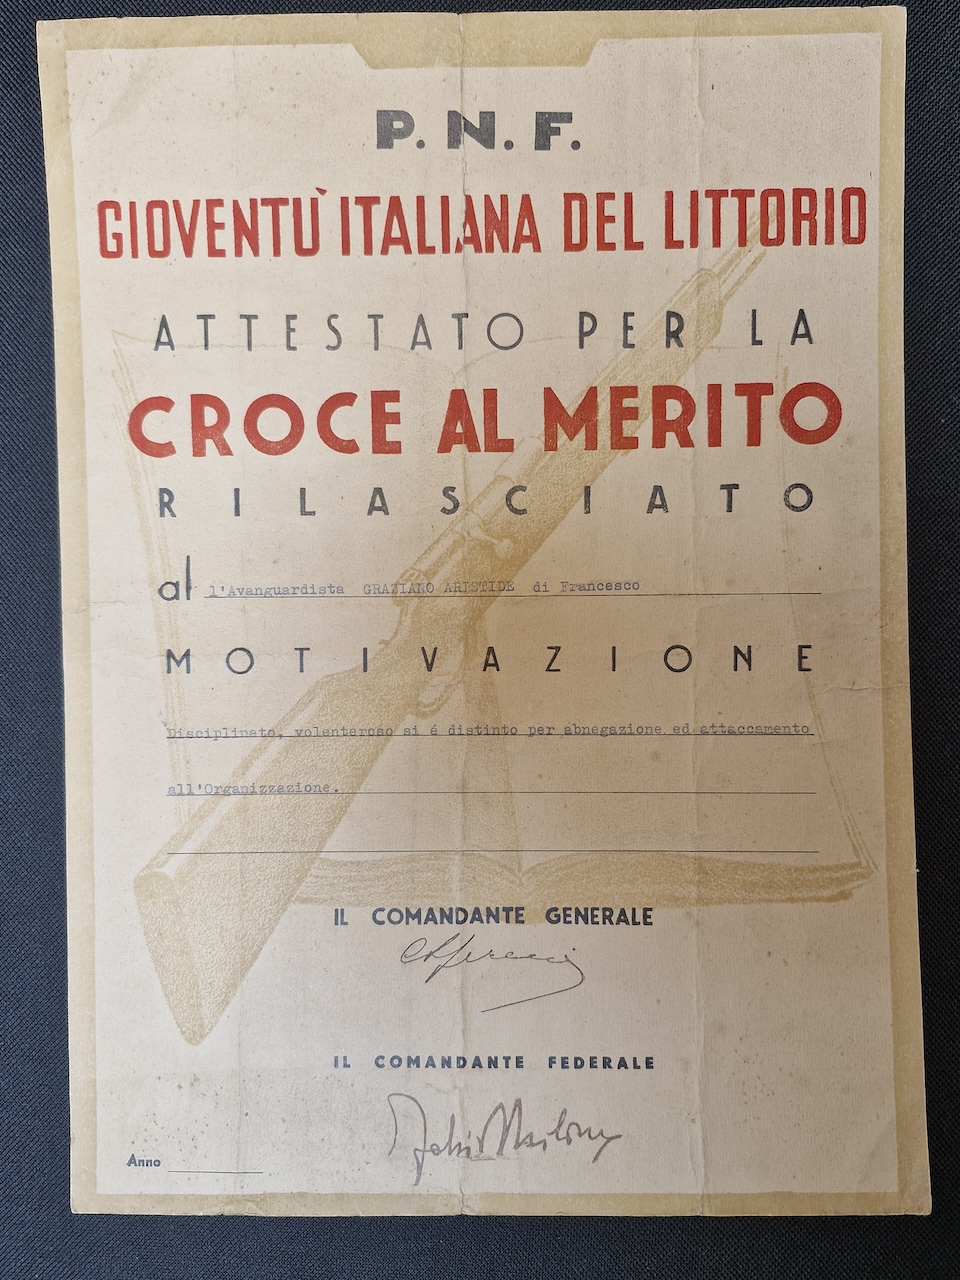 P. N. F.
GIOVENTÙ ITALIANA DEL LITTORIO
ATTESTATO PER LA
CROCE AL MERITO
RILASCIATO
al l'Avanguardista GRAZIANO ARISTIDE di Francesco
MOTIVAZIONE
Disciplinato, volenteroso si é distinto per abnegazione ed attaccamento
all'Organizzazione.
IL COMANDANTE GENERALE
IL COMANDANTE FEDERALE
Anno